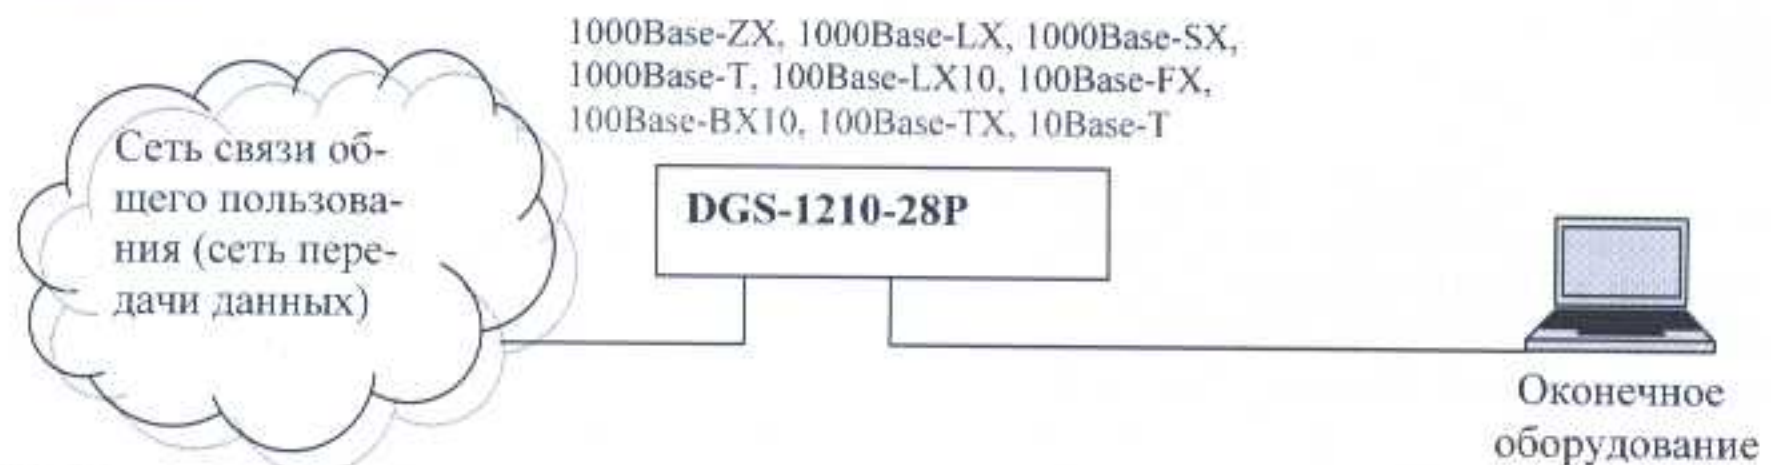 1000Base-ZX, 1000Base-LX, 1000Base-SX,
1000Base-T, 100Base-LX10, 100Base-FX,
100Base-BX10, 100Base-TX, 10Base-T
Сеть связи об-
щего пользова-
ния (сеть пере-
дачи данных)
DGS-1210-28P
Оконечное
оборудование